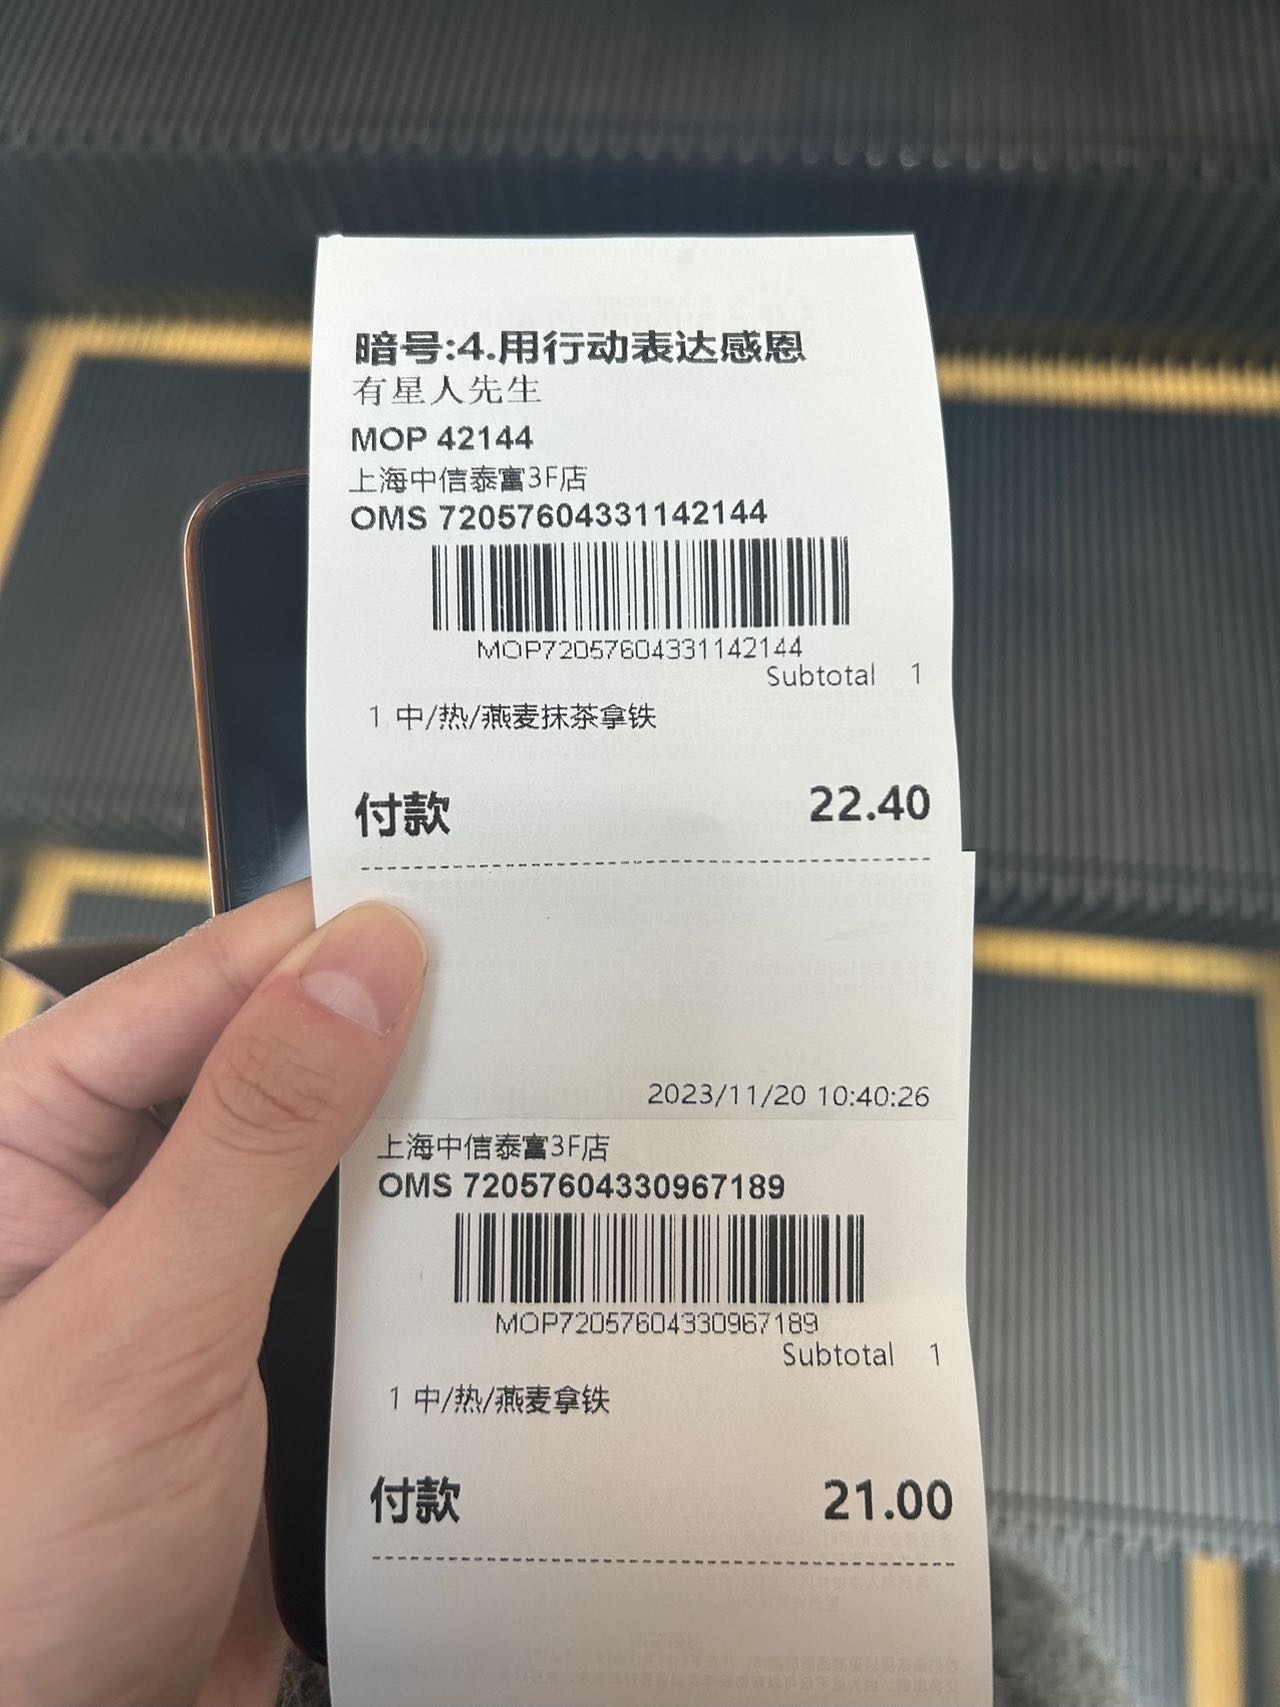 暗号:4.用行动表达感恩
有星人先生
MOP 42144
上海中信泰富3F店
OMS 72057604331142144
MOP72057604331142144
Subtotal 1
1 中/热/燕麦抹茶拿铁
付款 22.40
2023/11/20 10:40:26
上海中信泰富3F店
OMS 72057604330967189
MOP72057604330967189
Subtotal 1
1 中/热/燕麦拿铁
付款 21.00